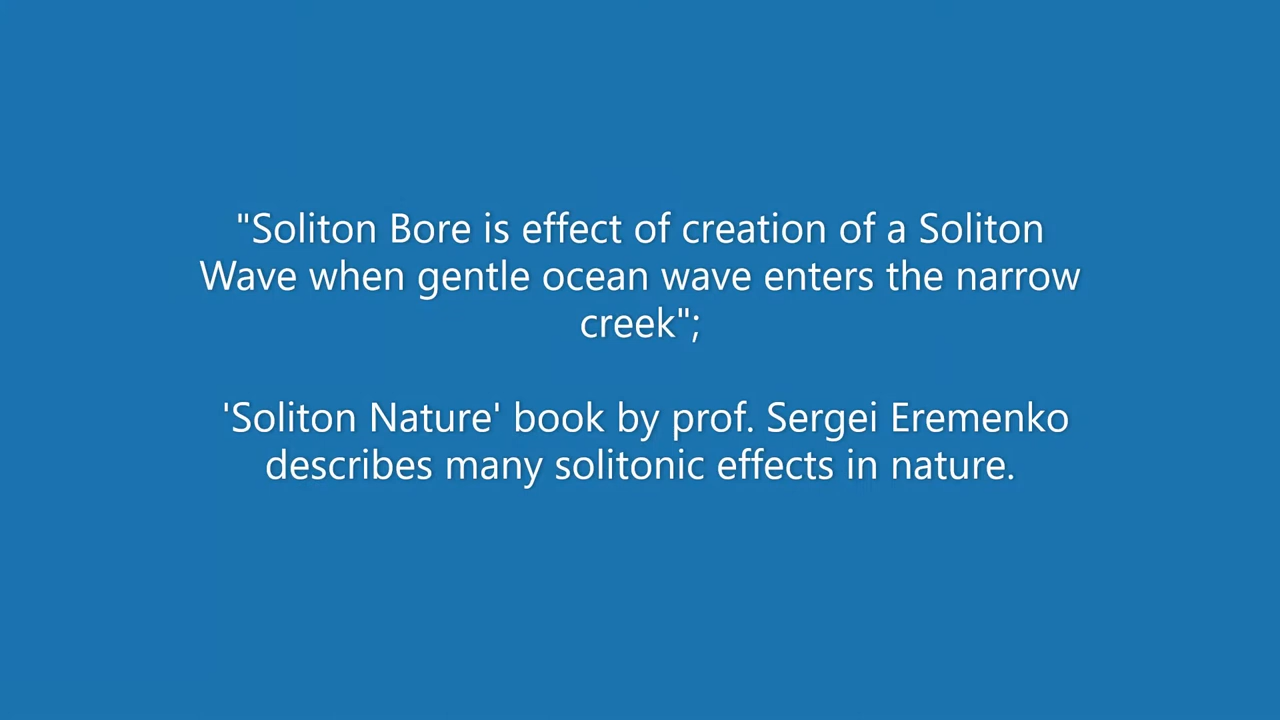 "Soliton Bore is effect of creation of a Soliton
Wave when gentle ocean wave enters the narrow
creek";
'Soliton Nature' book by prof. Sergei Eremenko
describes many solitonic effects in nature.